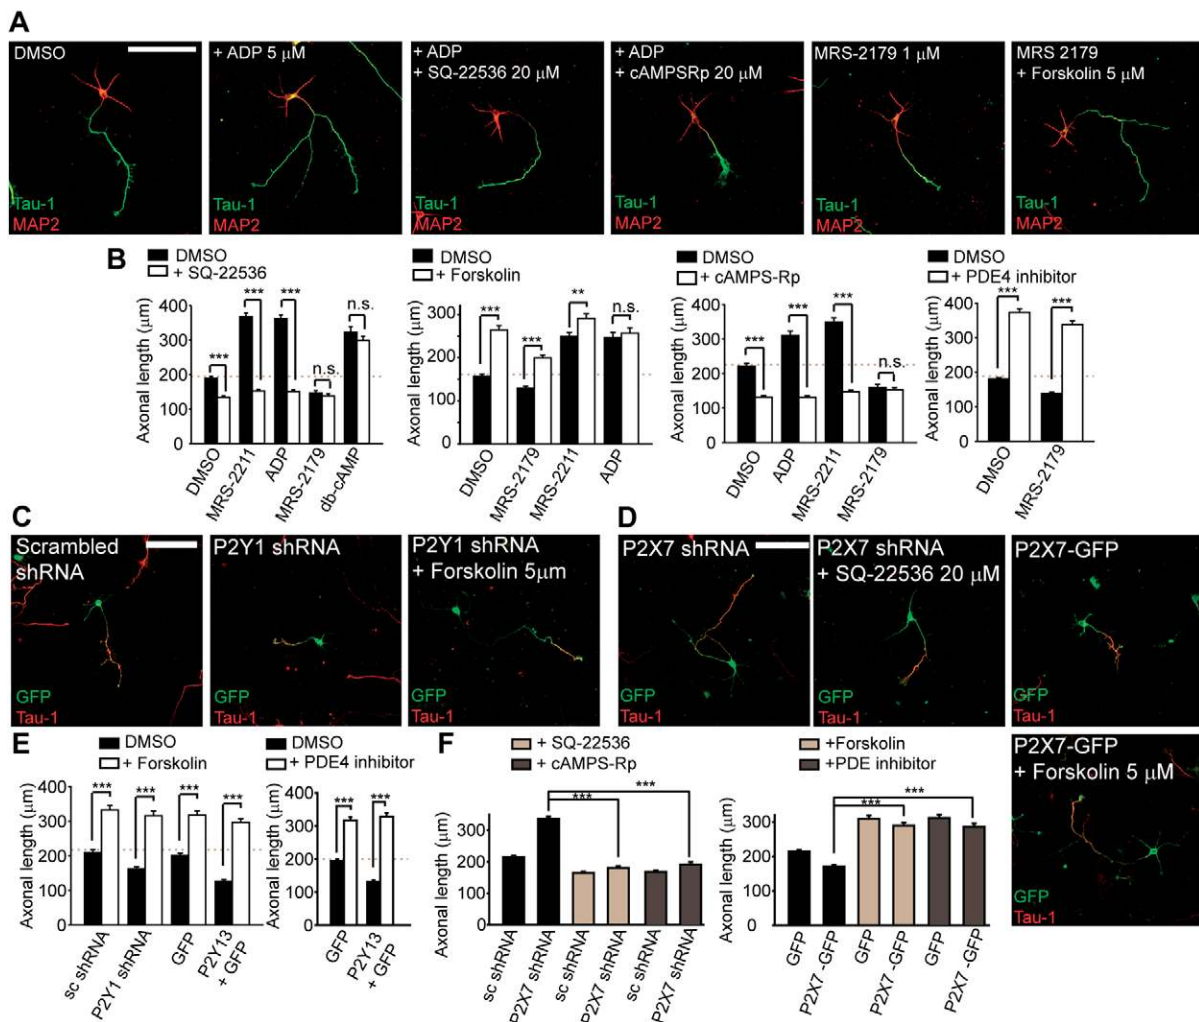 A
DMSO
+ ADP 5 µM
+ ADP
+ SQ-22536 20 µM
+ ADP
+ cAMPSRp 20 µM
MRS-2179 1 µM
MRS 2179
+ Forskolin 5 µM
Tau-1
MAP2
Tau-1
MAP2
Tau-1
MAP2
Tau-1
MAP2
Tau-1
MAP2
Tau-1
MAP2
B
DMSO
+ SQ-22536
Axonal length (µm)
400
300
200
100
0
***
***
***
n.s.
n.s.
DMSO
MRS-2211
ADP
MRS-2179
db-cAMP
DMSO
+ Forskolin
Axonal length (µm)
300
200
100
0
***
***
**
n.s.
DMSO
MRS-2179
MRS-2211
ADP
DMSO
+ cAMPS-Rp
Axonal length (µm)
400
300
200
100
0
***
***
***
n.s.
DMSO
ADP
MRS-2211
MRS-2179
DMSO
+ PDE4 inhibitor
Axonal length (µm)
400
300
200
100
0
***
***
DMSO
MRS-2179
C
Scrambled
shRNA
P2Y1 shRNA
P2Y1 shRNA
+ Forskolin 5µm
GFP
Tau-1
GFP
Tau-1
GFP
Tau-1
D
P2X7 shRNA
P2X7 shRNA
+ SQ-22536 20 µM
P2X7-GFP
GFP
Tau-1
GFP
Tau-1
GFP
Tau-1
P2X7-GFP
+ Forskolin 5 µM
GFP
Tau-1
E
DMSO
+ Forskolin
Axonal length (µm)
400
300
200
100
0
***
***
***
***
sc shRNA
P2Y1 shRNA
GFP
P2Y13
+ GFP
DMSO
+ PDE4 inhibitor
Axonal length (µm)
400
300
200
100
0
***
***
GFP
P2Y13
+ GFP
F
+ SQ-22536
+ cAMPS-Rp
Axonal length (µm)
300
200
100
0
***
***
sc shRNA
P2X7 shRNA
sc shRNA
P2X7 shRNA
sc shRNA
P2X7 shRNA
+Forskolin
+PDE inhibitor
Axonal length (µm)
300
200
100
0
***
***
GFP
P2X7 -GFP
GFP
P2X7 -GFP
GFP
P2X7 -GFP